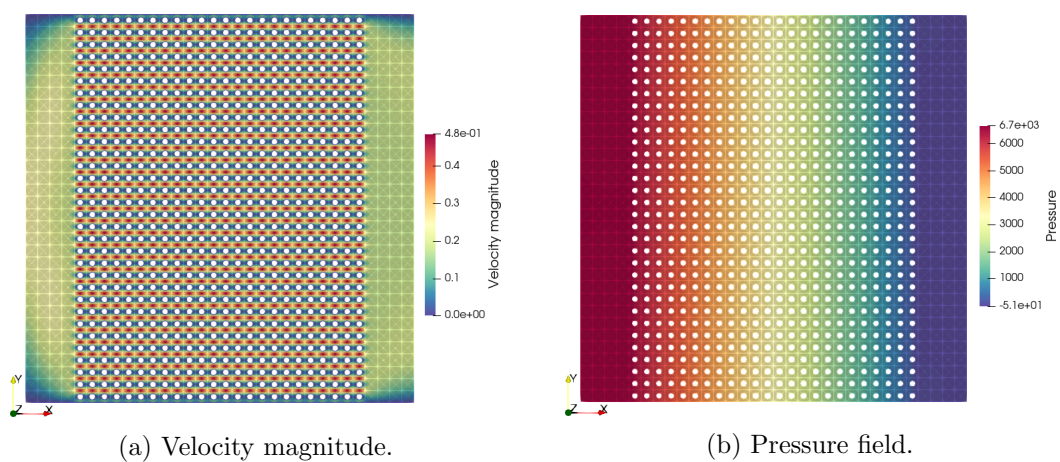 4.8e-01
0.4
0.3
0.2
0.1
0.0e+00
Velocity magnitude
Y
Z
X
(a) Velocity magnitude.
6.7e+03
6000
5000
4000
3000
2000
1000
-5.1e+01
Pressure
Y
Z
X
(b) Pressure field.